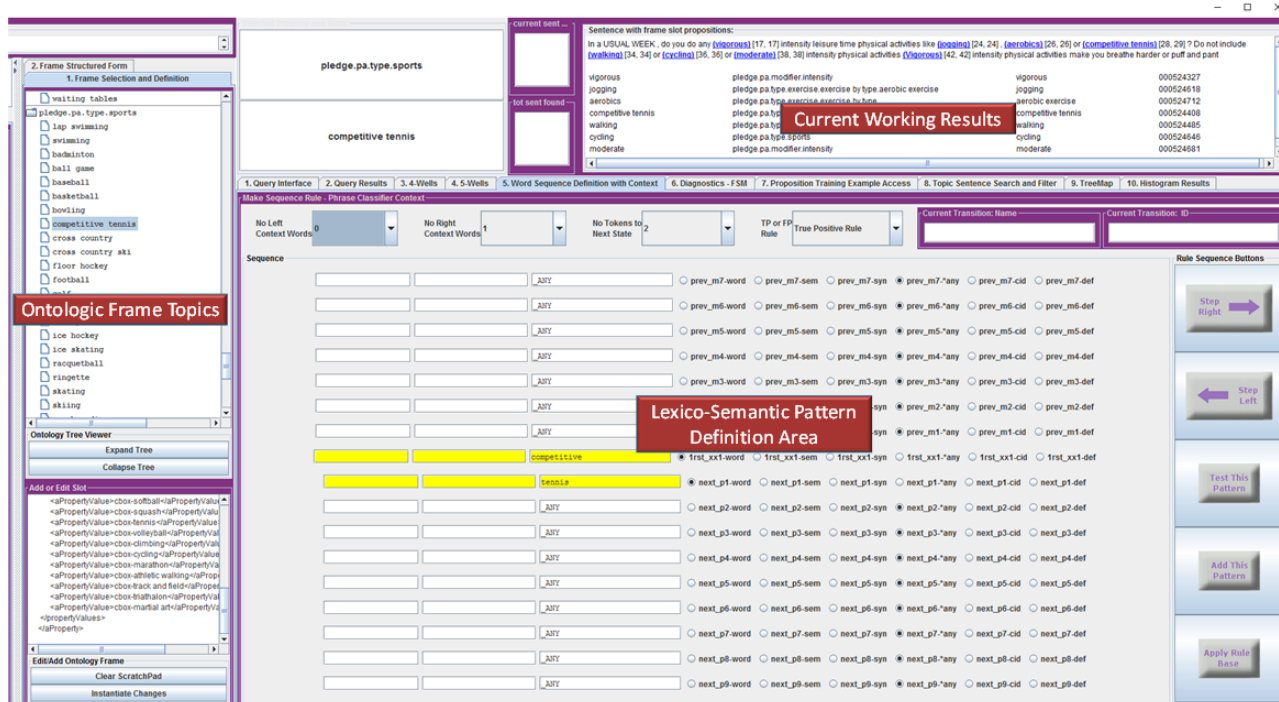 current sent ...
Sentence with frame slot propositions:
In a USUAL WEEK , do you do any (vigorous) [17, 17] intensity leisure time physical activities like (jogging) [24, 24] , (aerobics) [26, 26] or (competitive tennis) [28, 29] ? Do not include
(walking) [34, 34] or (cycling) [36, 36] or (moderate) [38, 38] intensity physical activities (Vigorous) [42, 42] intensity physical activities make you breathe harder or puff and pant
vigorous pledge.pa.modifier.intensity vigorous 000524327
jogging pledge.pa.type.exercise.exercise by type.aerobic exercise jogging 000524618
aerobics pledge.pa.type.exercise.exercise by type aerobic exercise 000524712
competitive tennis pledge.pa.typ competitive tennis 000524408
walking pledge.pa.typ walking 000524485
cycling pledge.pa.type.sports cycling 000524646
moderate pledge.pa.modifier.intensity moderate 000524681
Current Working Results
pledge.pa.type.sports
competitive tennis
tot sent found
2. Frame Structured Form
1. Frame Selection and Definition
waiting tables
pledge.pa.type.sports
lap swimming
swimming
badminton
ball game
baseball
basketball
bowling
competitive tennis
cross country
cross country ski
floor hockey
football
Ontologic Frame Topics
ice hockey
ice skating
racquetball
ringette
skating
skiing
Ontology Tree Viewer
Expand Tree
Collapse Tree
Add or Edit Slot
<aPropertyValue>cbox-softball</aPropertyValu
<aPropertyValue>cbox-squash</aPropertyValu
<aPropertyValue>cbox-tennis</aPropertyValue
<aPropertyValue>cbox-volleyball</aPropertyVal
<aPropertyValue>cbox-climbing</aPropertyValu
<aPropertyValue>cbox-cycling</aPropertyValue
<aPropertyValue>cbox-marathon</aPropertyVa
<aPropertyValue>cbox-athletic walking</aPrope
<aPropertyValue>cbox-track and field</aProper
<aPropertyValue>cbox-triathalon</aPropertyVal
<aPropertyValue>cbox-martial art</aPropertyVa
</propertyValues>
</aProperty>
Edit/Add Ontology Frame
Clear ScratchPad
Instantiate Changes
1. Query Interface 2. Query Results 3. 4-Wells 4. 5-Wells 5. Word Sequence Definition with Context 6. Diagnostics - FSM 7. Proposition Training Example Access 8. Topic Sentence Search and Filter 9. TreeMap 10. Histogram Results
Make Sequence Rule - Phrase Classifier Context
No Left Context Words 0
No Right Context Words 1
No Tokens to Next State 2
TP or FP Rule True Positive Rule
Current Transition: Name
Current Transition: ID
Sequence
_ANY prev_m7-word prev_m7-sem prev_m7-syn prev_m7-*any prev_m7-cid prev_m7-def
_ANY prev_m6-word prev_m6-sem prev_m6-syn prev_m6-*any prev_m6-cid prev_m6-def
_ANY prev_m5-word prev_m5-sem prev_m5-syn prev_m5-*any prev_m5-cid prev_m5-def
_ANY prev_m4-word prev_m4-sem prev_m4-syn prev_m4-*any prev_m4-cid prev_m4-def
_ANY prev_m3-word prev_m3-sem prev_m3-syn prev_m3-*any prev_m3-cid prev_m3-def
_ANY prev_m2-*any prev_m2-cid prev_m2-def
_ANY prev_m1-*any prev_m1-cid prev_m1-def
Lexico-Semantic Pattern
Definition Area
competitive 1rst_xx1-word 1rst_xx1-sem 1rst_xx1-syn 1rst_xx1-*any 1rst_xx1-cid 1rst_xx1-def
tennis next_p1-word next_p1-sem next_p1-syn next_p1-*any next_p1-cid next_p1-def
_ANY next_p2-word next_p2-sem next_p2-syn next_p2-*any next_p2-cid next_p2-def
_ANY next_p3-word next_p3-sem next_p3-syn next_p3-*any next_p3-cid next_p3-def
_ANY next_p4-word next_p4-sem next_p4-syn next_p4-*any next_p4-cid next_p4-def
_ANY next_p5-word next_p5-sem next_p5-syn next_p5-*any next_p5-cid next_p5-def
_ANY next_p6-word next_p6-sem next_p6-syn next_p6-*any next_p6-cid next_p6-def
_ANY next_p7-word next_p7-sem next_p7-syn next_p7-*any next_p7-cid next_p7-def
_ANY next_p8-word next_p8-sem next_p8-syn next_p8-*any next_p8-cid next_p8-def
_ANY next_p9-word next_p9-sem next_p9-syn next_p9-*any next_p9-cid next_p9-def
Rule Sequence Buttons
Step
Right
Step
Left
Test This
Pattern
Add This
Pattern
Apply Rule
Base